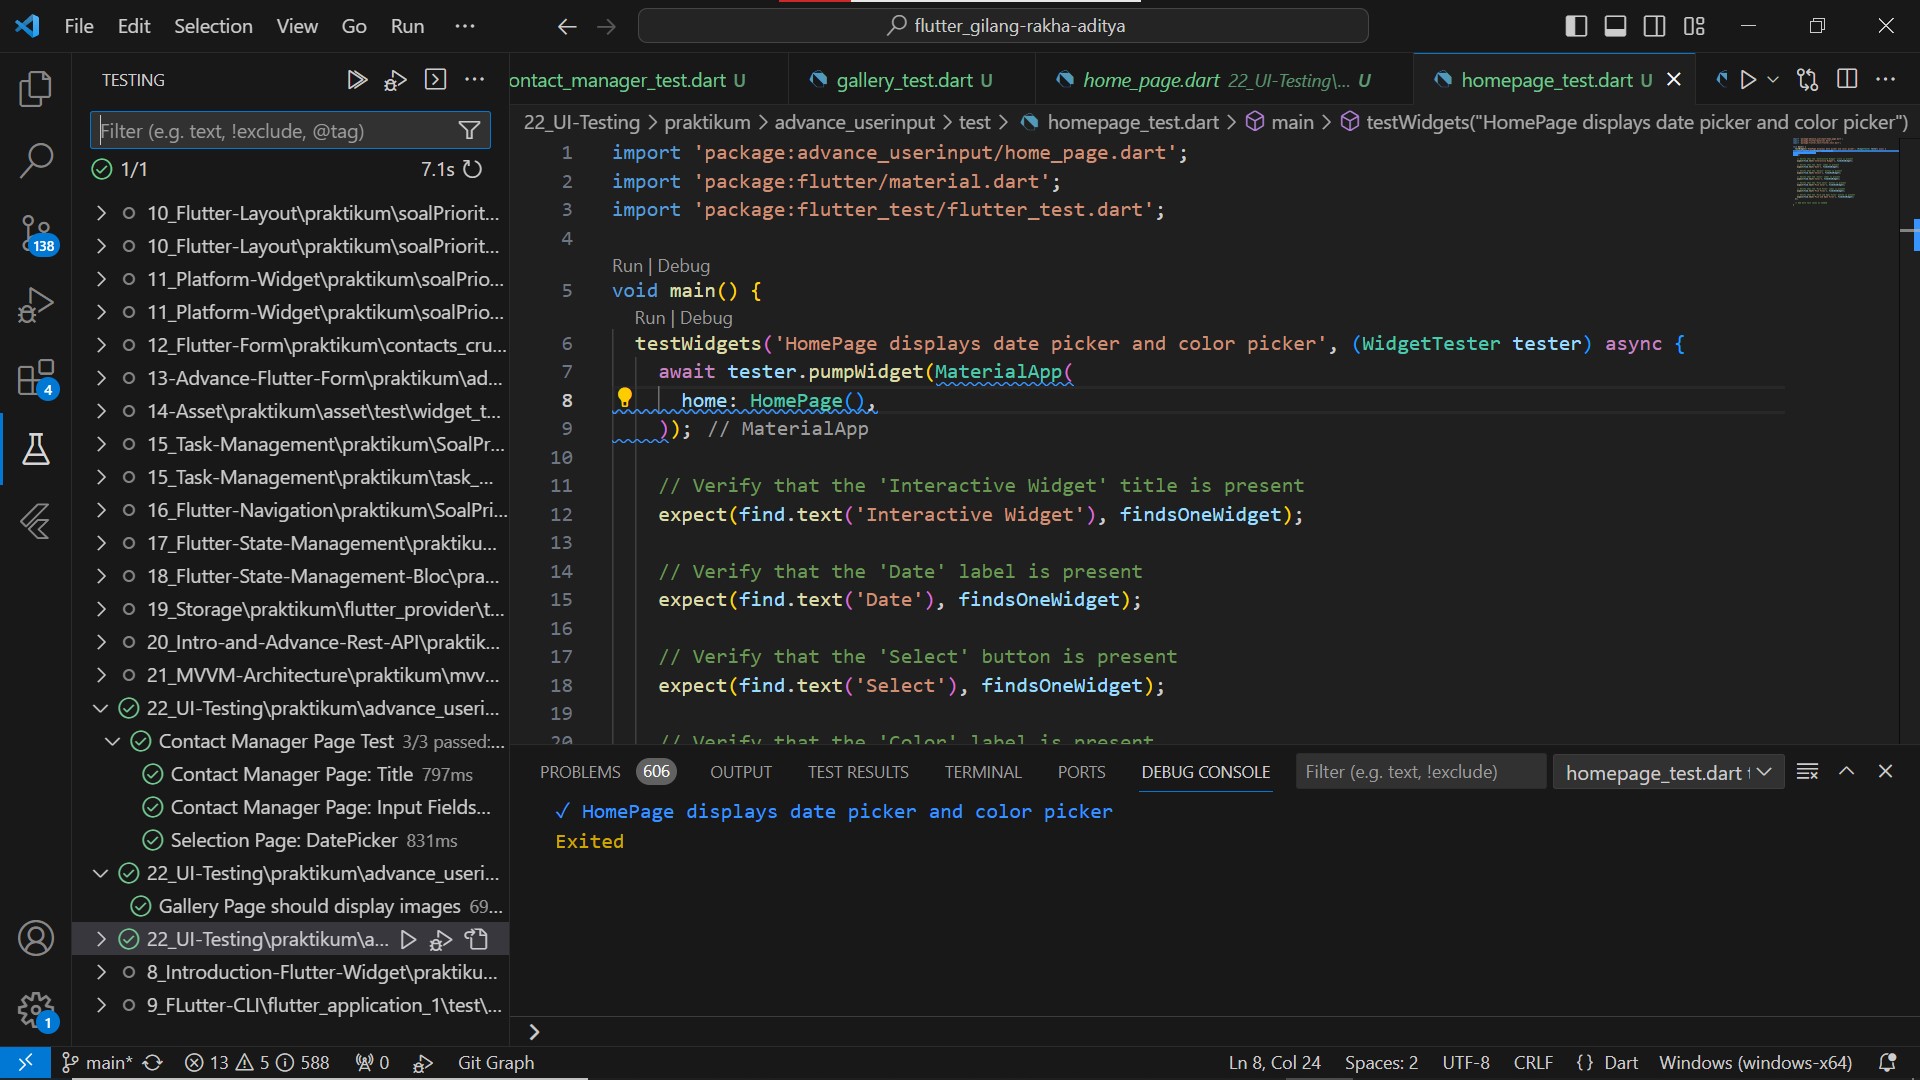 File Edit Selection View Go Run ···
flutter_gilang-rakha-aditya
TESTING
Filter (e.g. text, !exclude, @tag)
1/1 7.1s
10_Flutter-Layout\praktikum\soalPriorit...
10_Flutter-Layout\praktikum\soalPriorit...
11_Platform-Widget\praktikum\soalPrio...
11_Platform-Widget\praktikum\soalPrio...
12_Flutter-Form\praktikum\contacts_cru...
13-Advance-Flutter-Form\praktikum\ad...
14-Asset\praktikum\asset\test\widget_t...
15_Task-Management\praktikum\SoalPr...
15_Task-Management\praktikum\task_...
16_Flutter-Navigation\praktikum\SoalPri...
17_Flutter-State-Management\praktiku...
18_Flutter-State-Management-Bloc\pra...
19_Storage\praktikum\flutter_provider\t...
20_Intro-and-Advance-Rest-API\praktik...
21_MVVM-Architecture\praktikum\mvv...
22_UI-Testing\praktikum\advance_useri...
Contact Manager Page Test 3/3 passed:...
Contact Manager Page: Title 797ms
Contact Manager Page: Input Fields...
Selection Page: DatePicker 831ms
22_UI-Testing\praktikum\advance_useri...
Gallery Page should display images 69...
22_UI-Testing\praktikum\a...
8_Introduction-Flutter-Widget\praktiku...
9_FLutter-CLI\flutter_application_1\test\...
138
4
1
ontact_manager_test.dart U gallery_test.dart U home_page.dart 22_UI-Testing\... U homepage_test.dart U
22_UI-Testing > praktikum > advance_userinput > test > homepage_test.dart > main > testWidgets("HomePage displays date picker and color picker")
1 import 'package:advance_userinput/home_page.dart';
2 import 'package:flutter/material.dart';
3 import 'package:flutter_test/flutter_test.dart';
4
Run | Debug
5 void main() {
Run | Debug
6 testWidgets('HomePage displays date picker and color picker', (WidgetTester tester) async {
7 await tester.pumpWidget(MaterialApp(
8 home: HomePage(),
9 )); // MaterialApp
10
11 // Verify that the 'Interactive Widget' title is present
12 expect(find.text('Interactive Widget'), findsOneWidget);
13
14 // Verify that the 'Date' label is present
15 expect(find.text('Date'), findsOneWidget);
16
17 // Verify that the 'Select' button is present
18 expect(find.text('Select'), findsOneWidget);
19
20 // Verify that the 'Color' label is present
PROBLEMS 606 OUTPUT TEST RESULTS TERMINAL PORTS DEBUG CONSOLE Filter (e.g. text, !exclude) homepage_test.dart
✓ HomePage displays date picker and color picker
Exited
main* 13 5 588 0 Git Graph Ln 8, Col 24 Spaces: 2 UTF-8 CRLF {} Dart Windows (windows-x64)